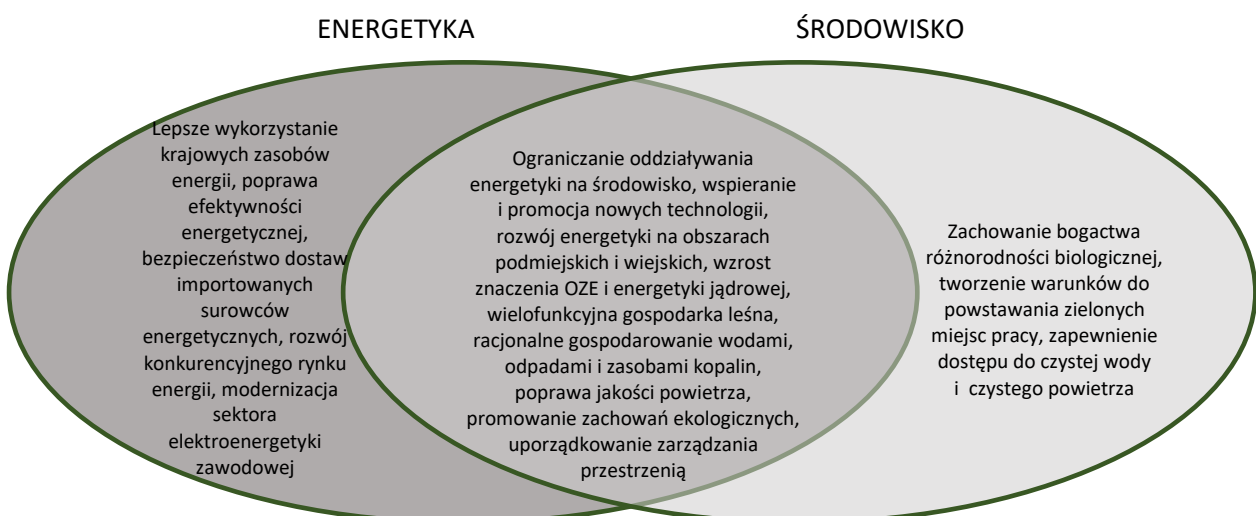 ENERGETYKA
ŚRODOWISKO
Lepsze wykorzystanie
krajowych zasobów
energii, poprawa
efektywności
energetycznej,
bezpieczeństwo dostaw
importowanych
surowców
energetycznych, rozwój
konkurencyjnego rynku
energii, modernizacja
sektora
elektroenergetyki
zawodowej
Ograniczanie oddziaływania
energetyki na środowisko, wspieranie
i promocja nowych technologii,
rozwój energetyki na obszarach
podmiejskich i wiejskich, wzrost
znaczenia OZE i energetyki jądrowej,
wielofunkcyjna gospodarka leśna,
racjonalne gospodarowanie wodami,
odpadami i zasobami kopalin,
poprawa jakości powietrza,
promowanie zachowań ekologicznych,
uporządkowanie zarządzania
przestrzenią
Zachowanie bogactwa
różnorodności biologicznej,
tworzenie warunków do
powstawania zielonych
miejsc pracy, zapewnienie
dostępu do czystej wody
i czystego powietrza